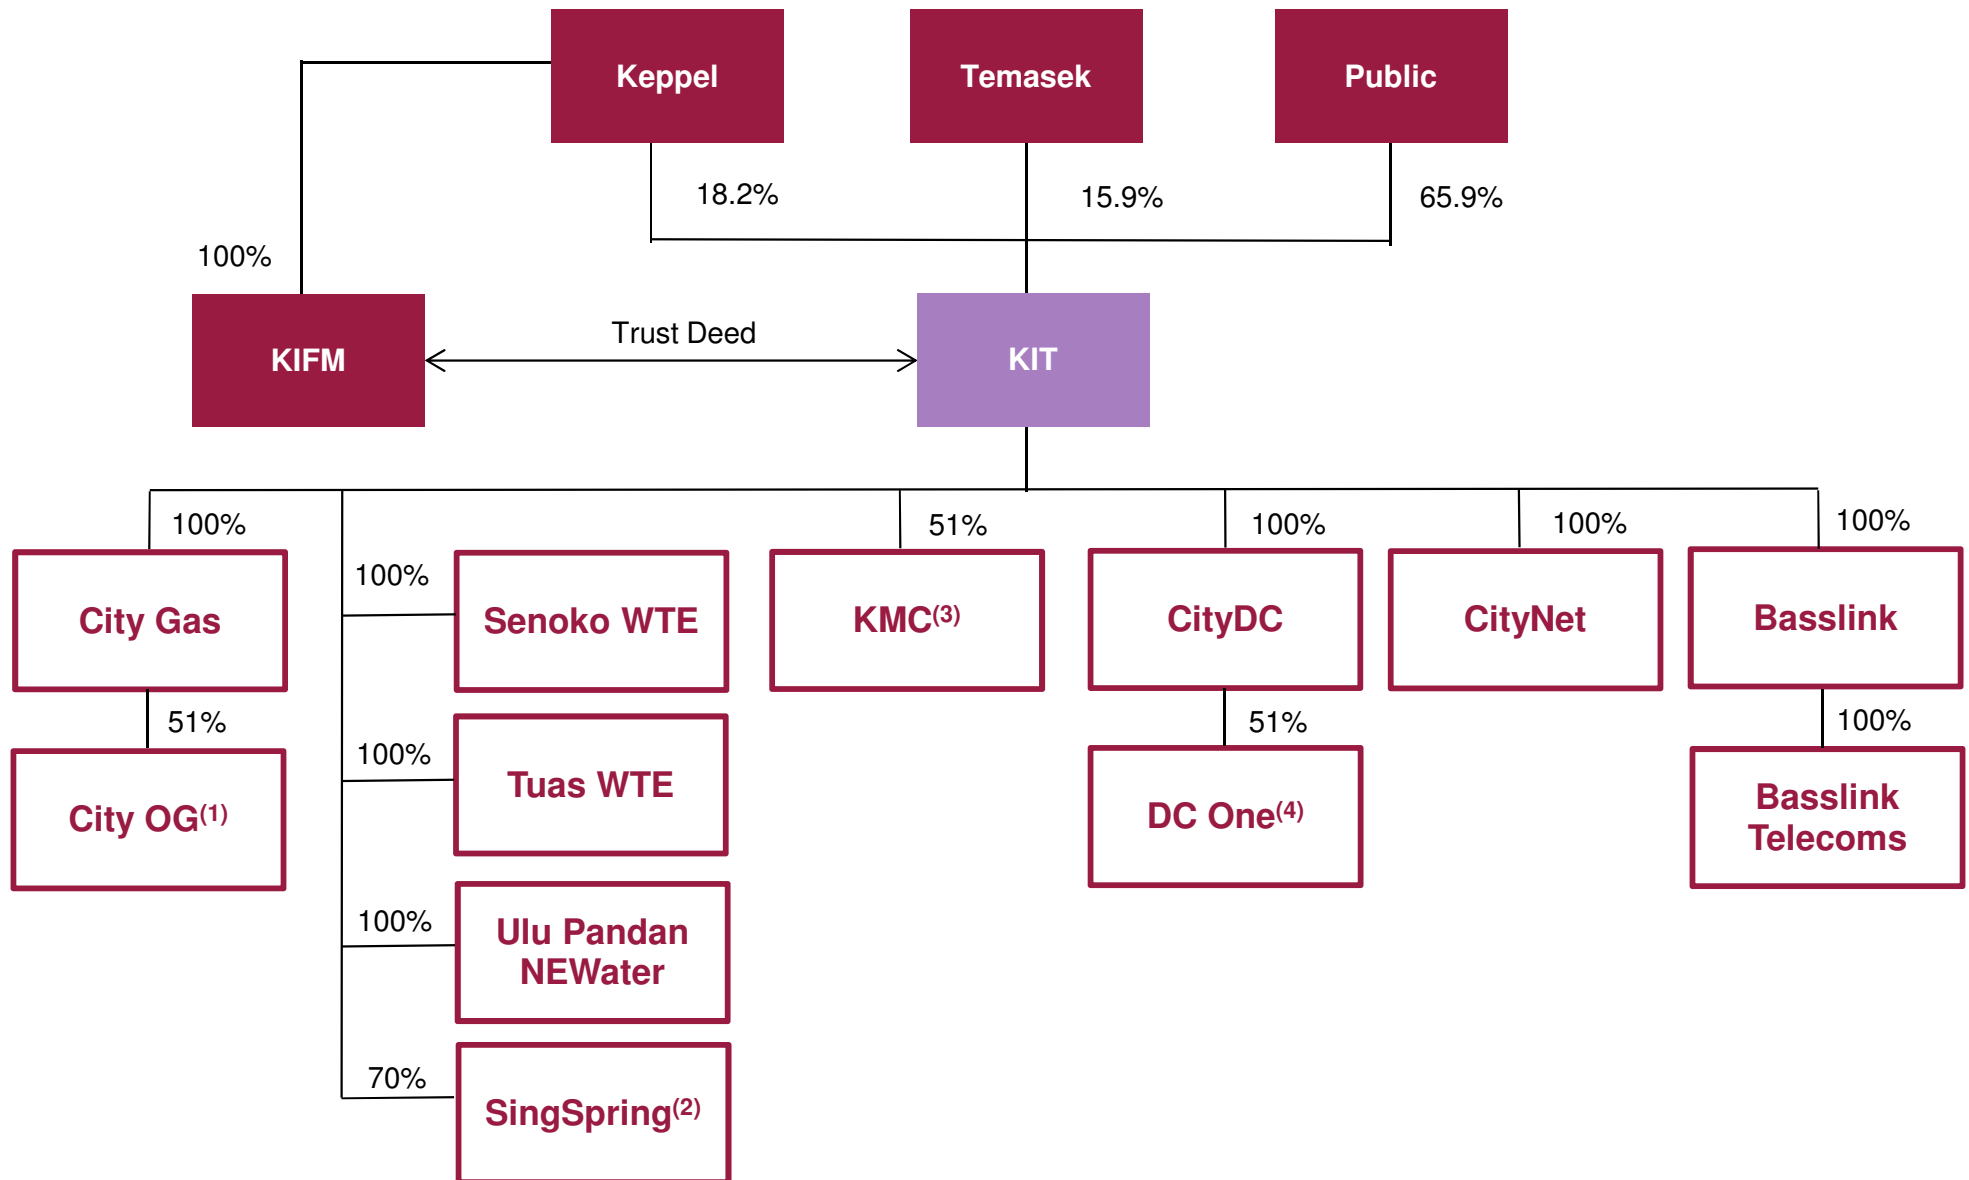 Keppel
Temasek
Public
18.2%
15.9%
65.9%
100%
KIFM
Trust Deed
KIT
100%
51%
100%
100%
100%
City Gas
100%
Senoko WTE
KMC(3)
CityDC
CityNet
Basslink
51%
51%
100%
City OG(1)
100%
Tuas WTE
DC One(4)
Basslink
Telecoms
100%
Ulu Pandan
NEWater
70%
SingSpring(2)